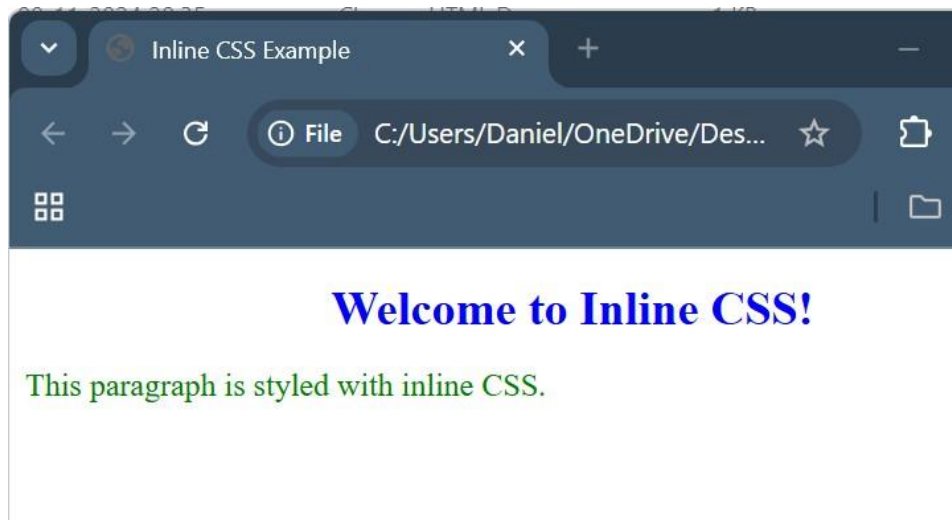 Inline CSS Example
File C:/Users/Daniel/OneDrive/Des...
Welcome to Inline CSS!
This paragraph is styled with inline CSS.